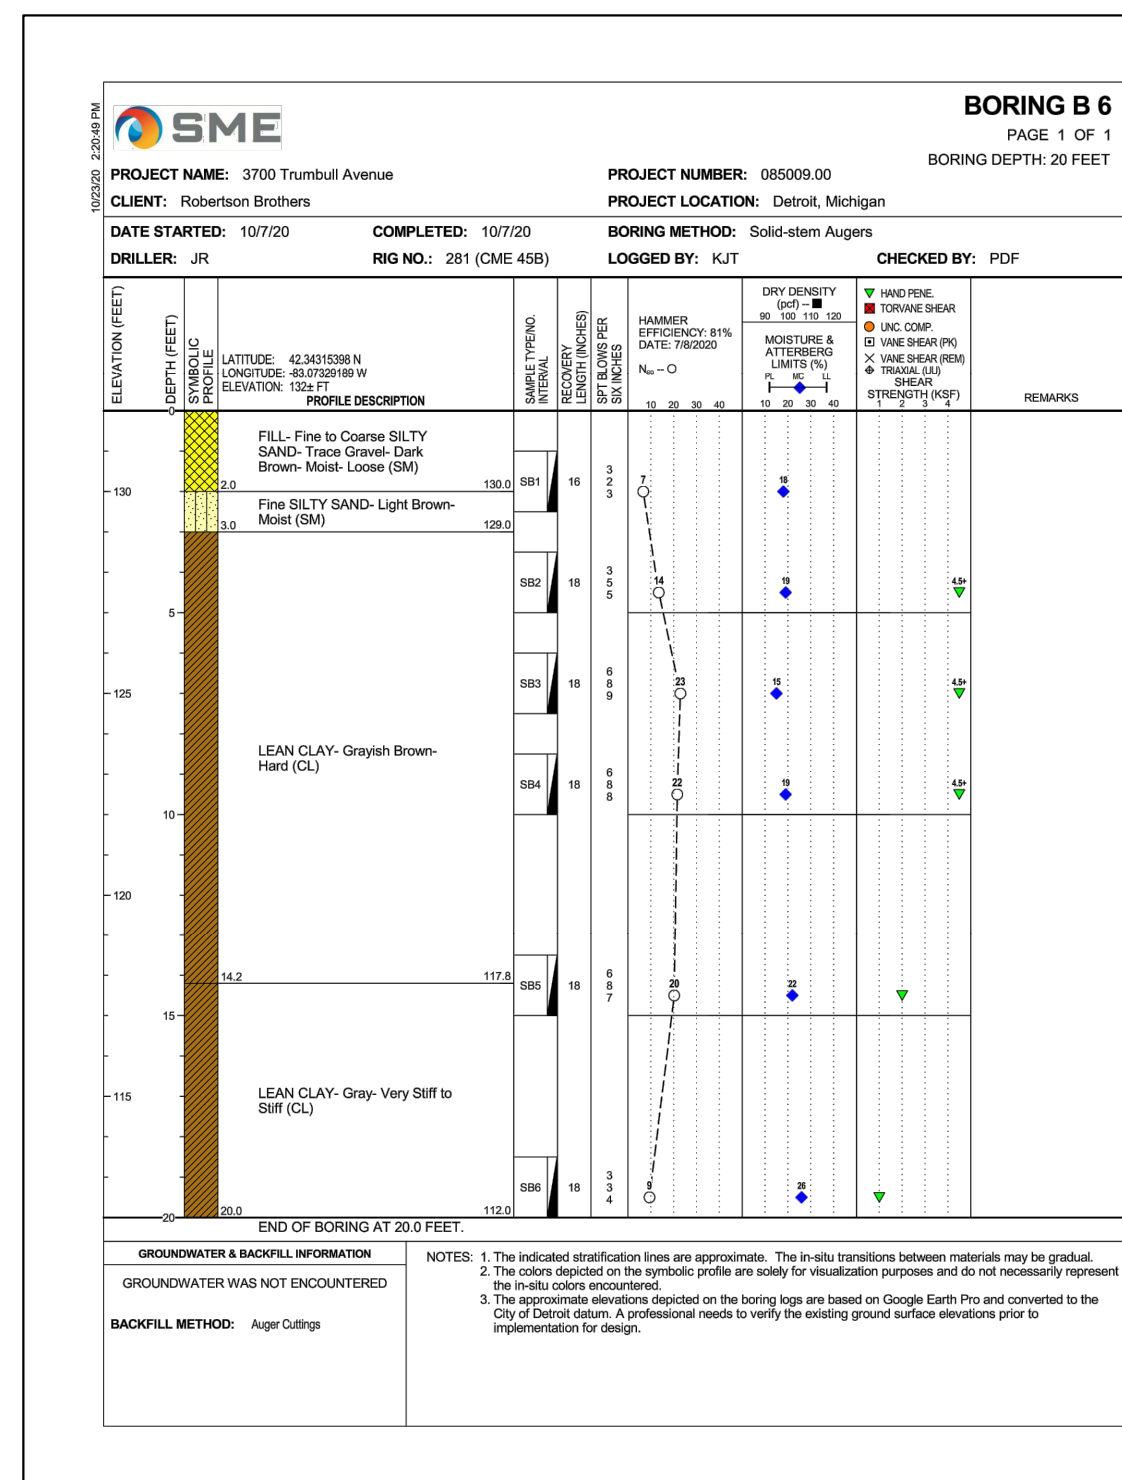 10/23/20 2:20:49 PM
SME
BORING B 6
PAGE 1 OF 1
BORING DEPTH: 20 FEET
PROJECT NAME: 3700 Trumbull Avenue
PROJECT NUMBER: 085009.00
CLIENT: Robertson Brothers
PROJECT LOCATION: Detroit, Michigan
DATE STARTED: 10/7/20 COMPLETED: 10/7/20
BORING METHOD: Solid-stem Augers
DRILLER: JR RIG NO.: 281 (CME 45B)
LOGGED BY: KJT CHECKED BY: PDF
ELEVATION (FEET)
DEPTH (FEET)
SYMBOLIC
PROFILE
LATITUDE: 42.34315398 N
LONGITUDE: -83.07329189 W
ELEVATION: 132± FT
PROFILE DESCRIPTION
SAMPLE TYPE/NO.
INTERVAL
RECOVERY
LENGTH (INCHES)
SPT BLOWS PER
SIX INCHES
HAMMER
EFFICIENCY: 81%
DATE: 7/8/2020
N₆₀ -- O
10 20 30 40
DRY DENSITY
(pcf) -- ■
90 100 110 120
MOISTURE &
ATTERBERG
LIMITS (%)
PL MC LL
10 20 30 40
HAND PENE.
TORVANE SHEAR
UNC. COMP.
VANE SHEAR (PK)
VANE SHEAR (REM)
TRIAXIAL (UU)
SHEAR
STRENGTH (KSF)
1 2 3 4
REMARKS
0
FILL- Fine to Coarse SILTY
SAND- Trace Gravel- Dark
Brown- Moist- Loose (SM)
2.0 130.0
SB1 16
3
2
3
7
18
130
Fine SILTY SAND- Light Brown-
Moist (SM)
3.0 129.0
SB2 18
3
5
5
14
19
4.5+
5
SB3 18
6
8
9
23
15
4.5+
125
LEAN CLAY- Grayish Brown-
Hard (CL)
SB4 18
6
8
8
22
19
4.5+
10
120
14.2 117.8
SB5 18
6
8
7
20
22
15
115
LEAN CLAY- Gray- Very Stiff to
Stiff (CL)
SB6 18
3
3
4
9
26
20.0 112.0
20
END OF BORING AT 20.0 FEET.
GROUNDWATER & BACKFILL INFORMATION
GROUNDWATER WAS NOT ENCOUNTERED
BACKFILL METHOD: Auger Cuttings
NOTES: 1. The indicated stratification lines are approximate. The in-situ transitions between materials may be gradual.
2. The colors depicted on the symbolic profile are solely for visualization purposes and do not necessarily represent
the in-situ colors encountered.
3. The approximate elevations depicted on the boring logs are based on Google Earth Pro and converted to the
City of Detroit datum. A professional needs to verify the existing ground surface elevations prior to
implementation for design.